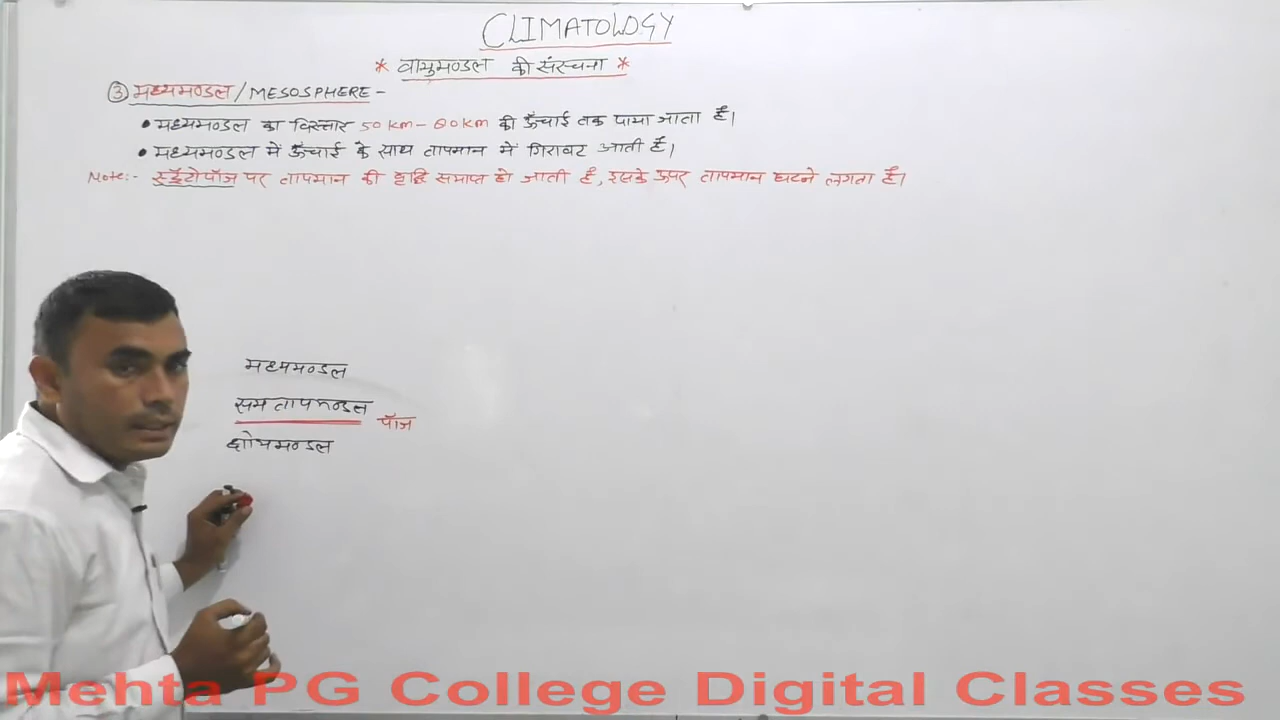 CLIMATOLOGY
* वायुमण्डल की संरचना *
③ मध्यमण्डल / MESOSPHERE -
• मध्यमण्डल का विस्तार 50 km - 80 km की ऊँचाई तक पाया जाता है।
• मध्यमण्डल में ऊँचाई के साथ तापमान में गिरावट आती है।
Note:- स्ट्रैटोपॉज पर तापमान की वृद्धि समाप्त हो जाती है, इसके ऊपर तापमान घटने लगता है।
मध्यमण्डल
समतापमण्डल
पॉज
क्षोभमण्डल
Mehta PG College Digital Classes